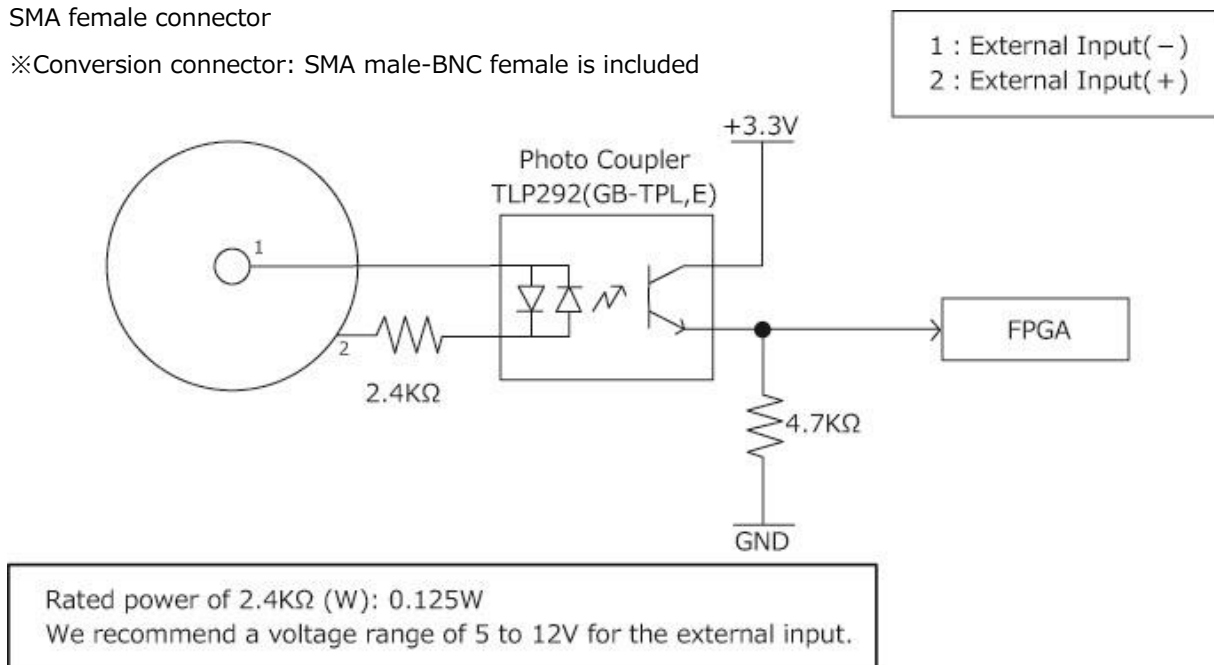 SMA female connector
※Conversion connector: SMA male-BNC female is included
1 : External Input(－)
2 : External Input(+)
+3.3V
Photo Coupler
TLP292(GB-TPL,E)
1
2
2.4KΩ
FPGA
4.7KΩ
GND
Rated power of 2.4KΩ (W): 0.125W
We recommend a voltage range of 5 to 12V for the external input.